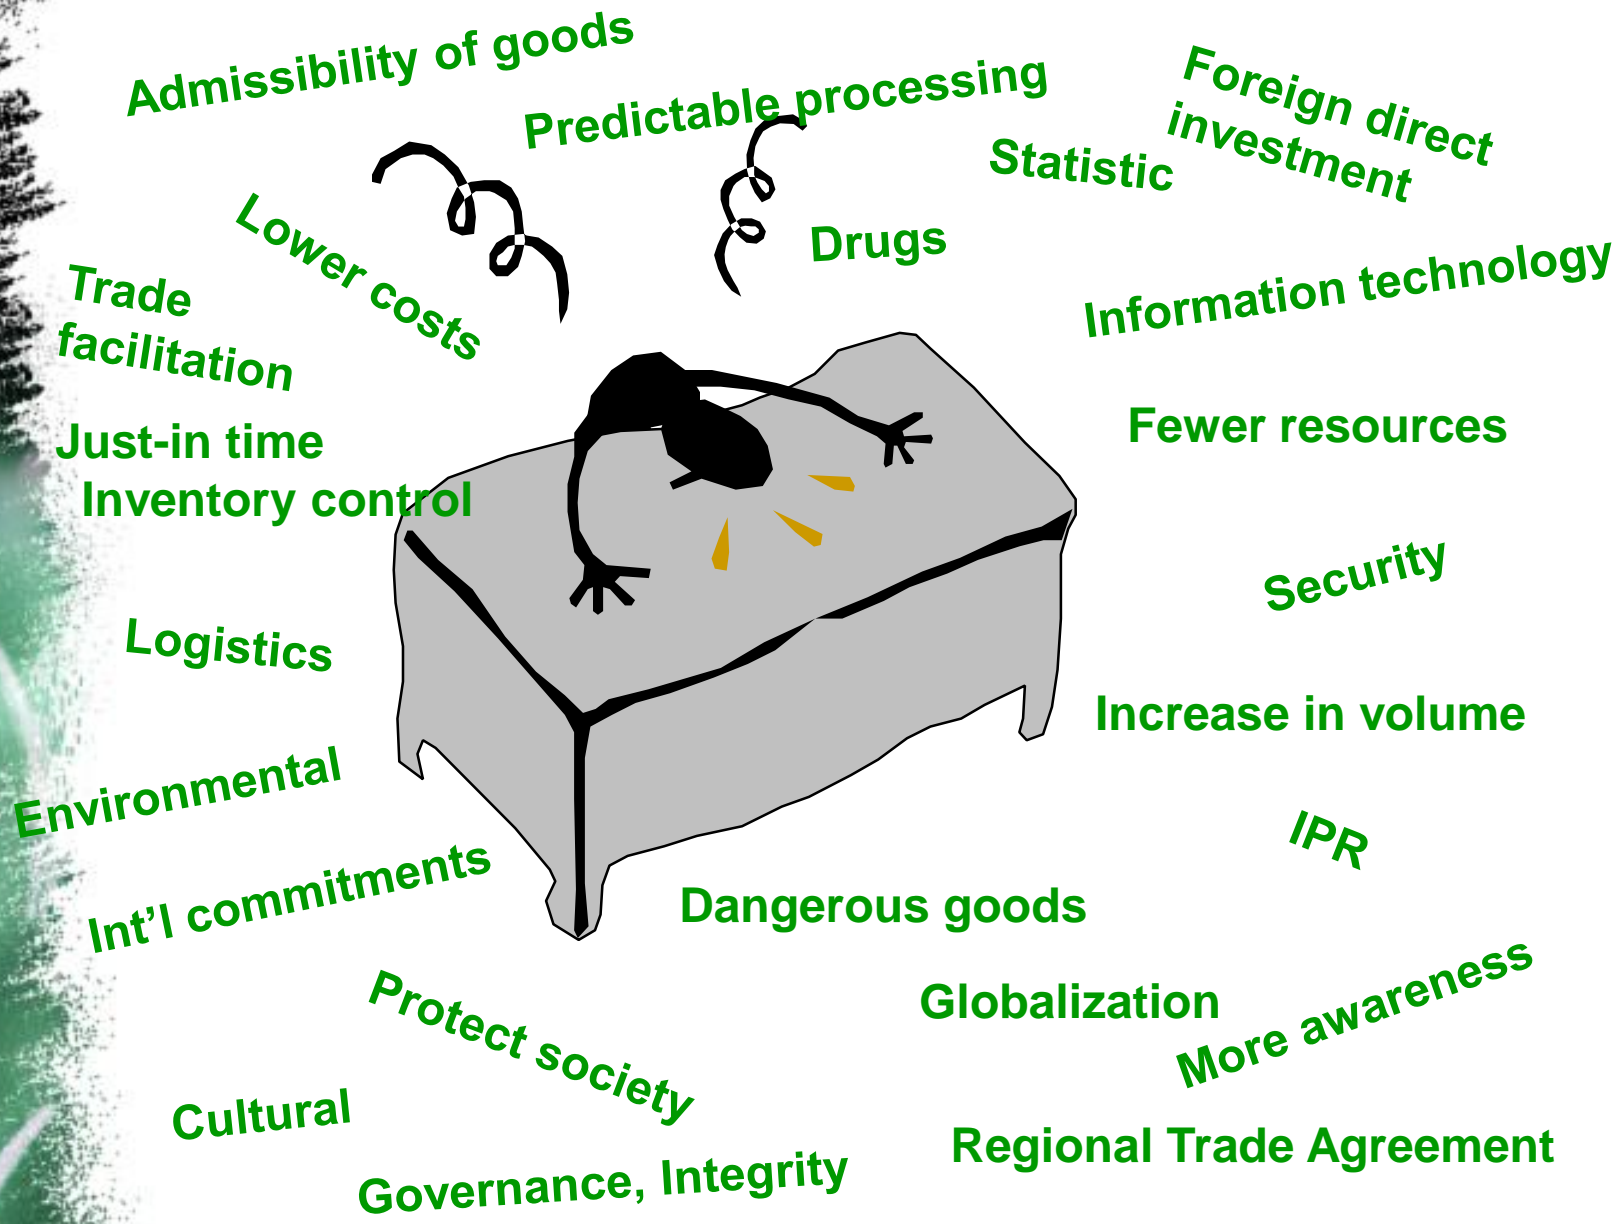 Admissibility of goods
Predictable processing
Foreign direct
investment
Statistic
Lower costs
Drugs
Trade
facilitation
Information technology
Just-in time
Inventory control
Fewer resources
Security
Logistics
Increase in volume
Environmental
IPR
Int’l commitments
Dangerous goods
Protect society
Globalization
More awareness
Cultural
Regional Trade Agreement
Governance, Integrity